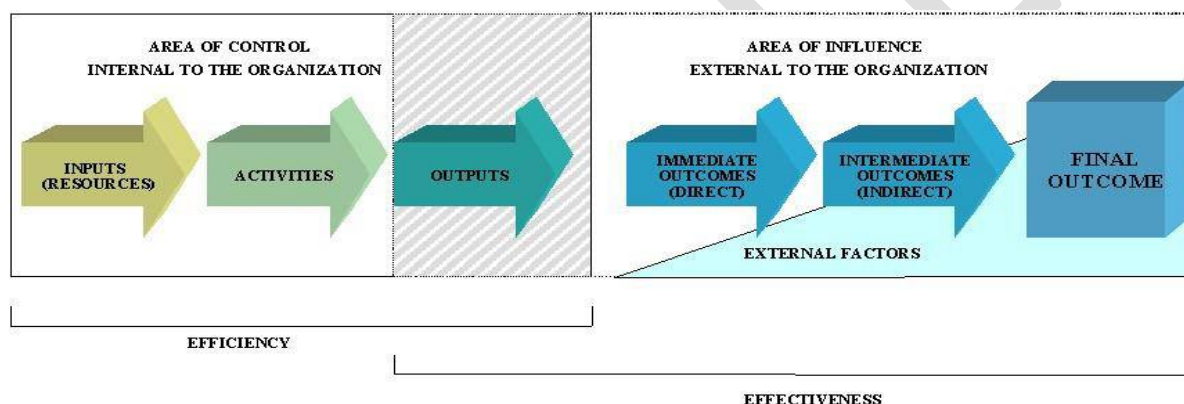 AREA OF CONTROL
INTERNAL TO THE ORGANIZATION
AREA OF INFLUENCE
EXTERNAL TO THE ORGANIZATION
INPUTS
(RESOURCES)
ACTIVITIES
OUTPUTS
IMMEDIATE
OUTCOMES
(DIRECT)
INTERMEDIATE
OUTCOMES
(INDIRECT)
FINAL
OUTCOME
EXTERNAL FACTORS
EFFICIENCY
EFFECTIVENESS